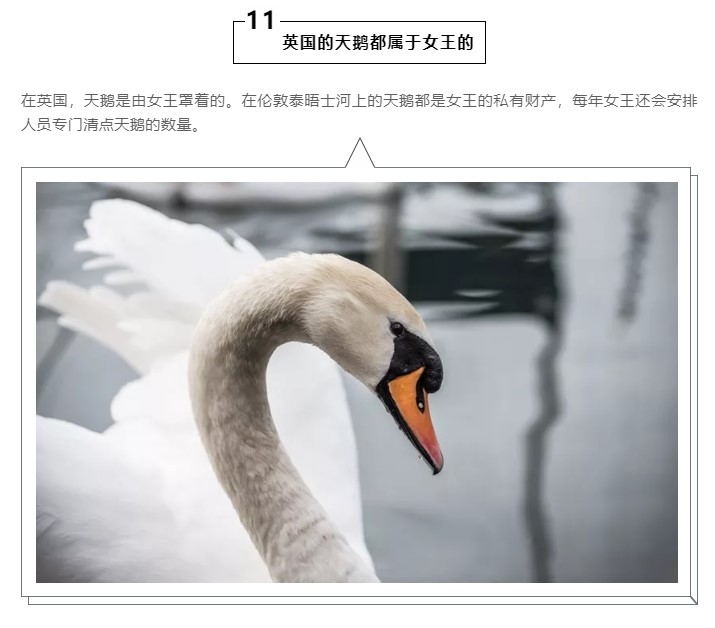 11
英国的天鹅都属于女王的
在英国，天鹅是由女王罩着的。在伦敦泰晤士河上的天鹅都是女王的私有财产，每年女王还会安排
人员专门清点天鹅的数量。